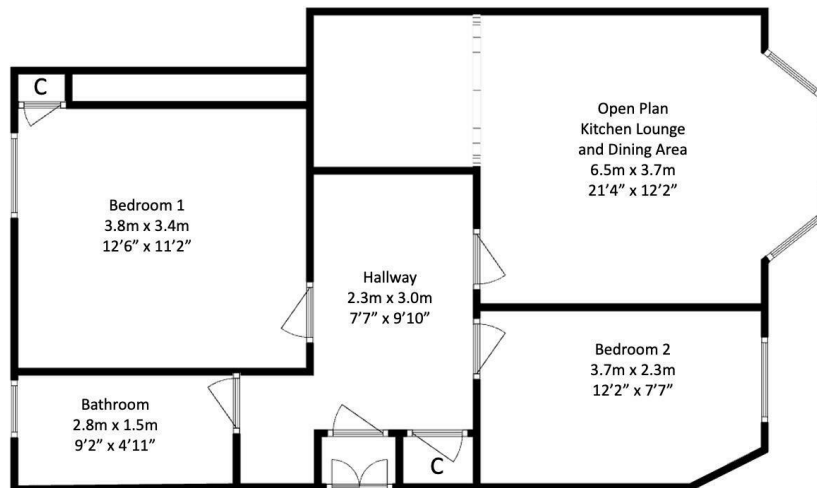 C
Open Plan
Kitchen Lounge
and Dining Area
6.5m x 3.7m
21'4" x 12'2"
Bedroom 1
3.8m x 3.4m
12'6" x 11'2"
Hallway
2.3m x 3.0m
7'7" x 9'10"
Bedroom 2
3.7m x 2.3m
12'2" x 7'7"
Bathroom
2.8m x 1.5m
9'2" x 4'11"
C